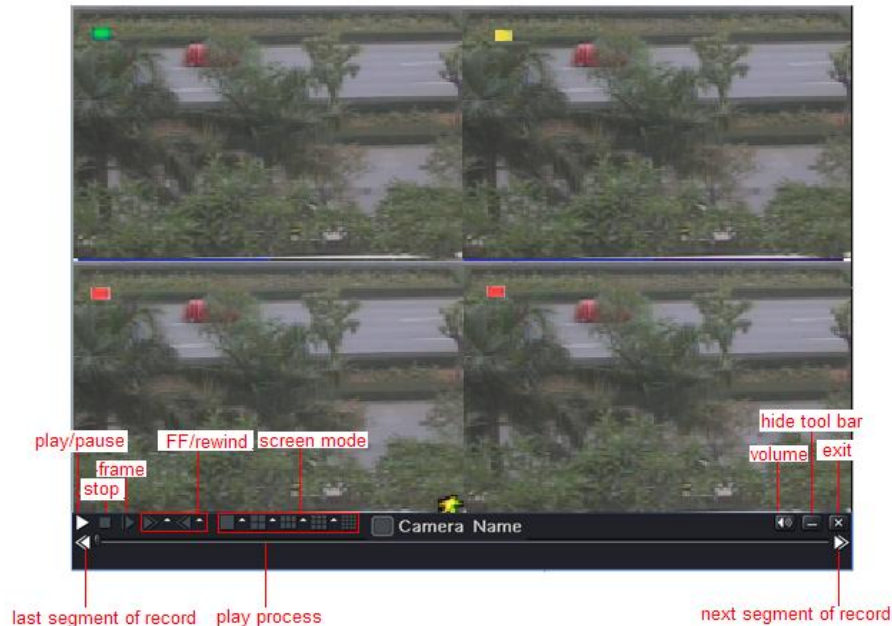 hide tool bar
play/pause
FF/rewind
screen mode
volume
exit
frame
stop
Camera Name
last segment of record
play process
next segment of record